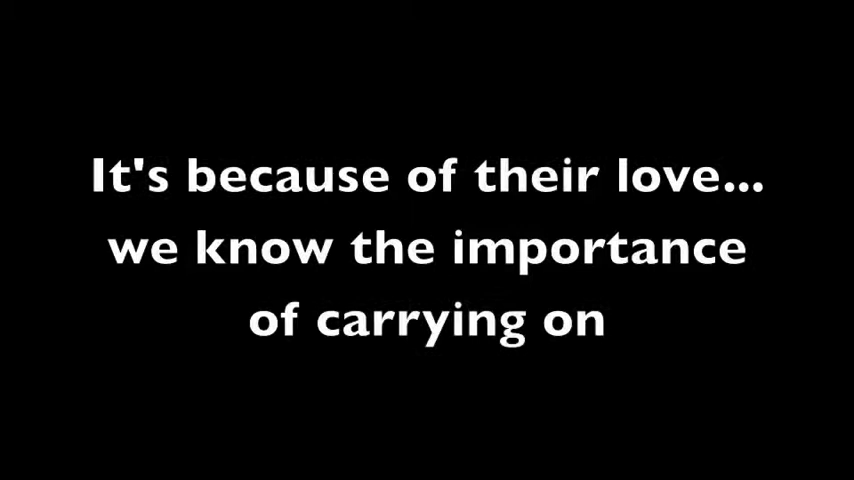 It's because of their love...
we know the importance
of carrying on